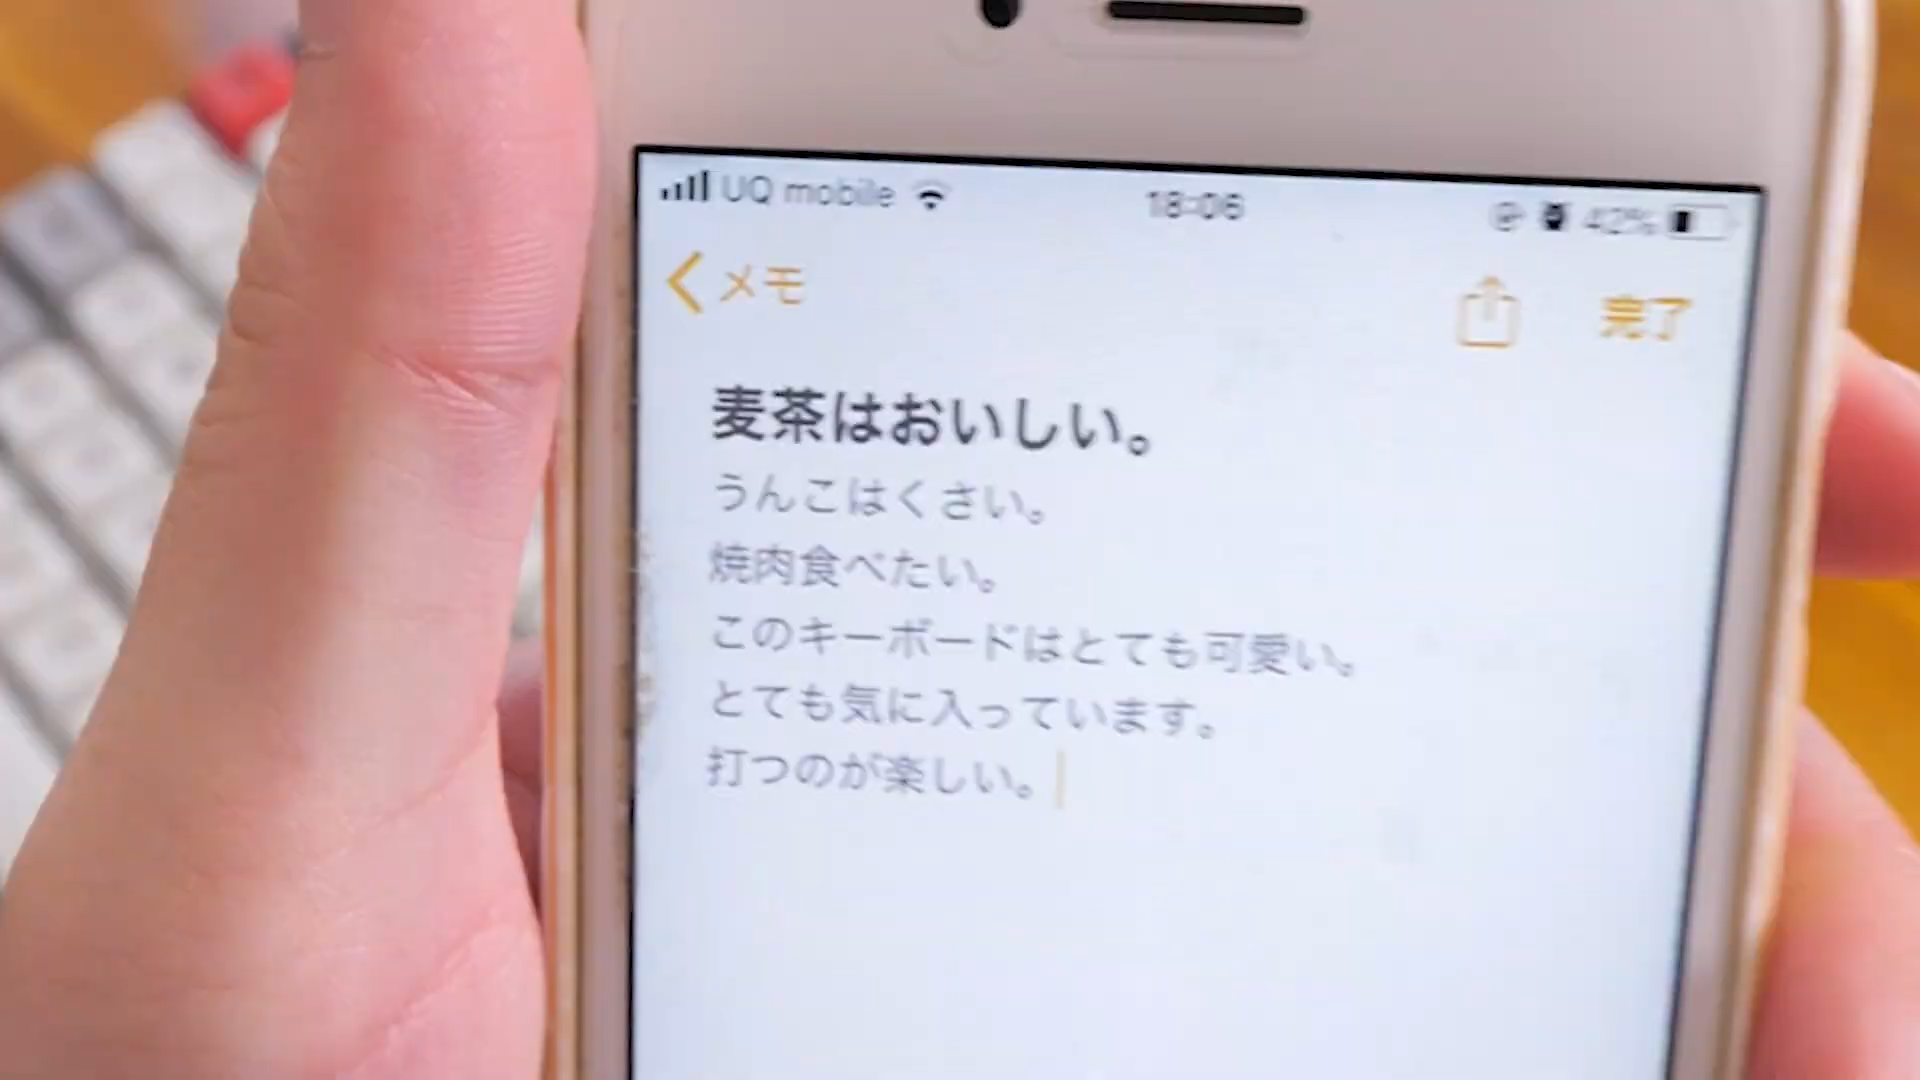 UQ mobile 18:06 42%
メモ 完了
麦茶はおいしい。
うんこはくさい。
焼肉食べたい。
このキーボードはとても可愛い。
とても気に入っています。
打つのが楽しい。